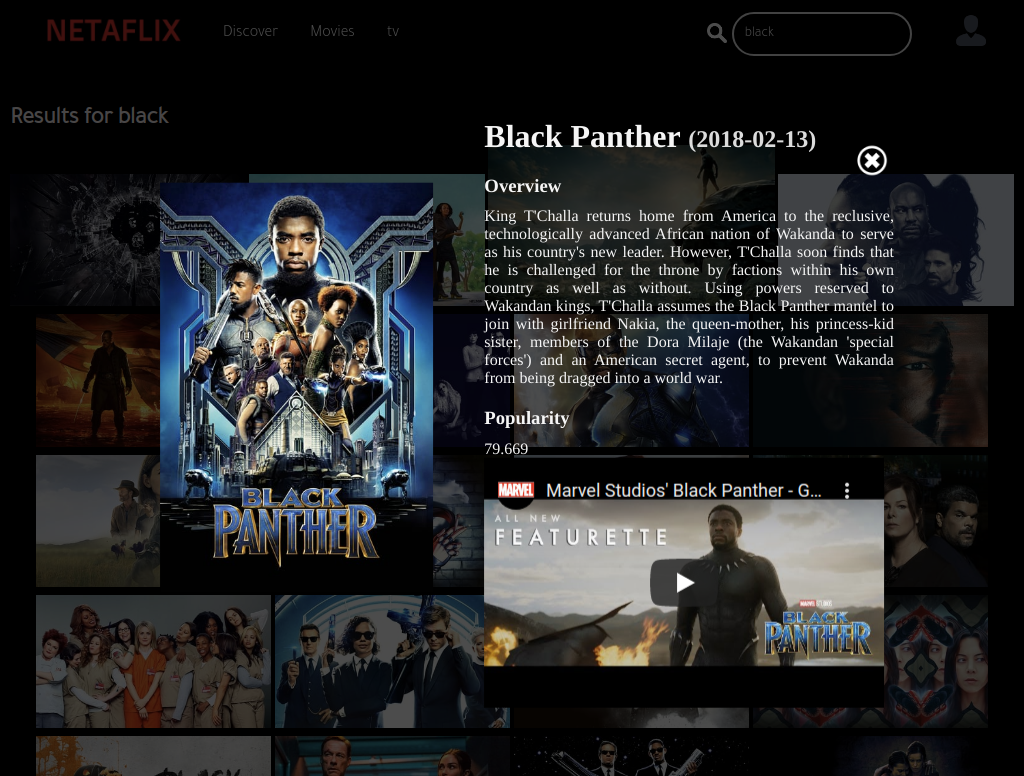 NETAFLIX
Discover
Movies
tv
black
Results for black
Black Panther (2018-02-13)
Overview
King T'Challa returns home from America to the reclusive,
technologically advanced African nation of Wakanda to serve
as his country's new leader. However, T'Challa soon finds that
he is challenged for the throne by factions within his own
country as well as without. Using powers reserved to
Wakandan kings, T'Challa assumes the Black Panther mantel to
join with girlfriend Nakia, the queen-mother, his princess-kid
sister, members of the Dora Milaje (the Wakandan 'special
forces') and an American secret agent, to prevent Wakanda
from being dragged into a world war.
Popularity
79.669
BLACK
PANTHER
MARVEL
Marvel Studios' Black Panther - G...
ALL NEW
FEATURETTE
MARVEL STUDIOS
BLACK
PANTHER